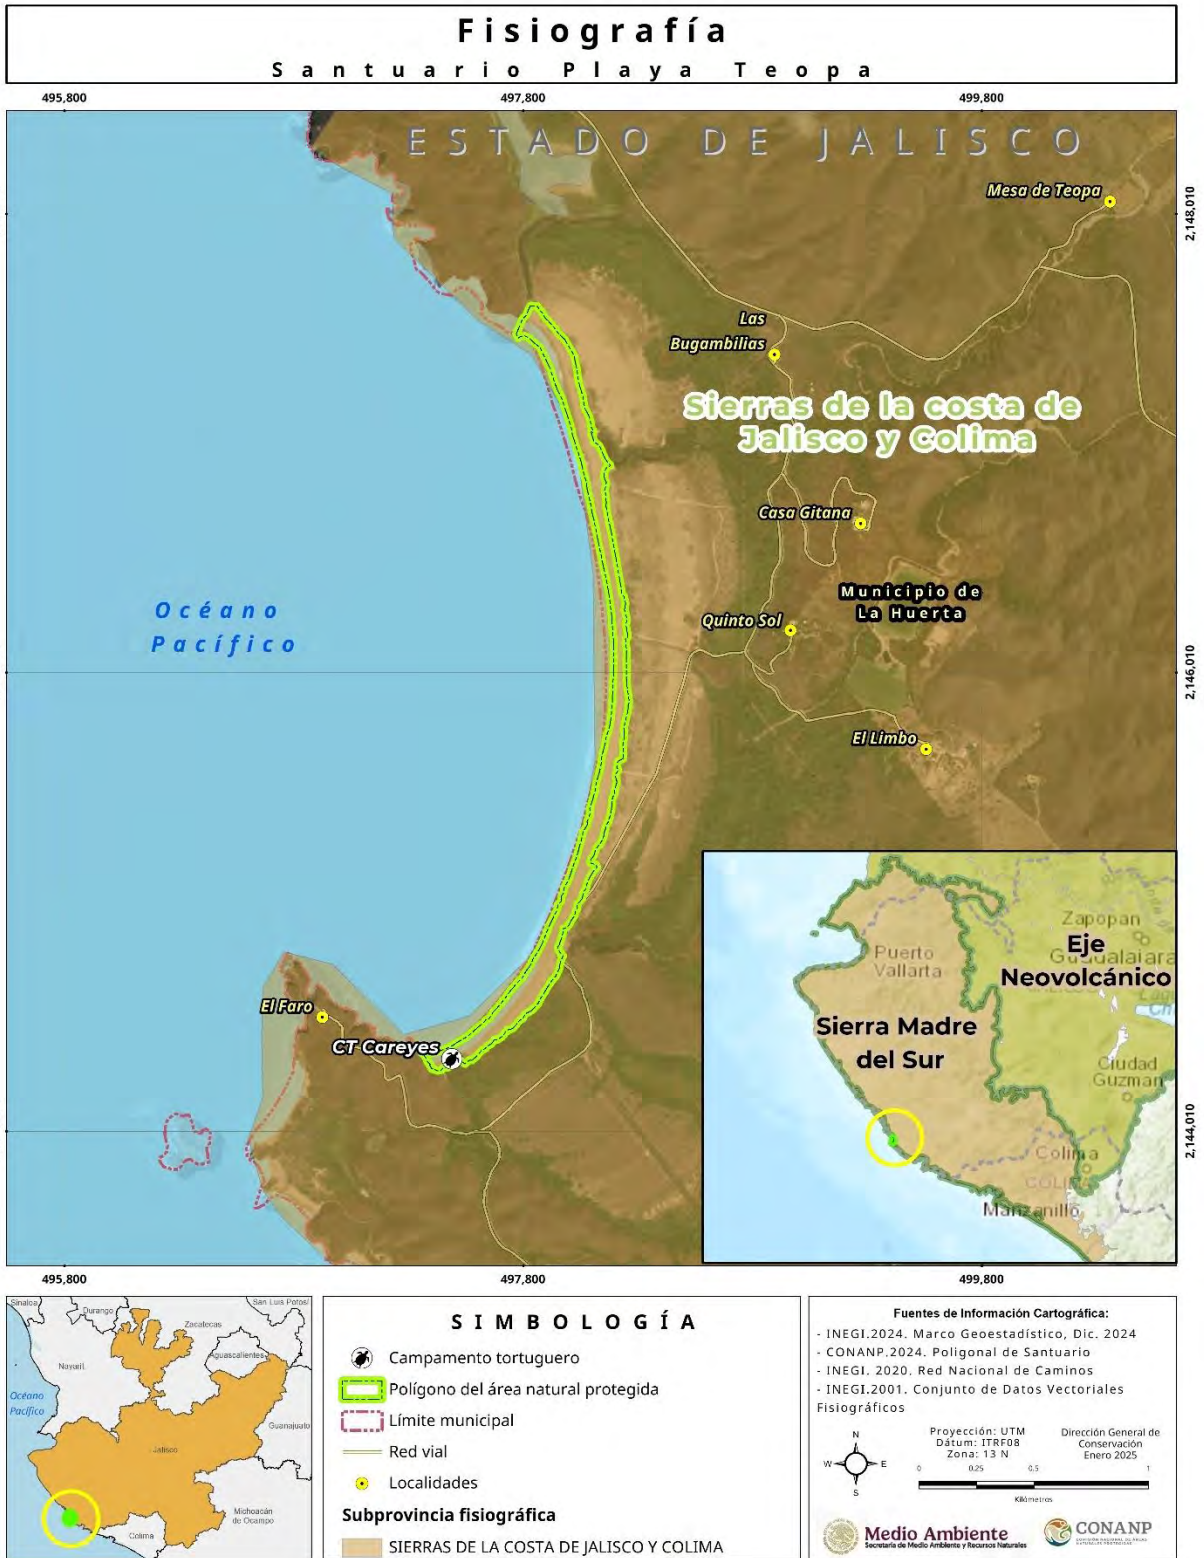 Fisiografía
Santuario Playa Teopa
495,800
497,800
499,800
ESTADO DE JALISCO
Mesa de Teopa
2,148,010
Las
Bugambilias
Sierras de la costa de
Jalisco y Colima
Casa Gitana
Municipio de
La Huerta
Océano
Pacífico
Quinto Sol
2,146,010
El Limbo
Zapopan
Eje
Guadalajara
Neovolcánico
Puerto
Vallarta
El Faro
CT Careyes
Sierra Madre
del Sur
Ciudad
Guzmán
2,144,010
Colima
Manzanillo
495,800
497,800
499,800
Sinaloa
Durango
San Luis Potosí
Zacatecas
Nayarit
Aguascalientes
Océano
Pacífico
Guanajuato
Jalisco
Michoacán
de Ocampo
Colima
SIMBOLOGÍA
Campamento tortuguero
Polígono del área natural protegida
Límite municipal
Red vial
Localidades
Subprovincia fisiográfica
SIERRAS DE LA COSTA DE JALISCO Y COLIMA
Fuentes de Información Cartográfica:
- INEGI.2024. Marco Geoestadístico, Dic. 2024
- CONANP.2024. Poligonal de Santuario
- INEGI. 2020. Red Nacional de Caminos
- INEGI.2001. Conjunto de Datos Vectoriales
Fisiográficos
N
W E
S
Proyección: UTM
Dátum: ITRF08
Zona: 13 N
Dirección General de
Conservación
Enero 2025
0 0.25 0.5 1
Kilómetros
Medio Ambiente
Secretaría de Medio Ambiente y Recursos Naturales
CONANP
COMISIÓN NACIONAL DE ÁREAS
NATURALES PROTEGIDAS